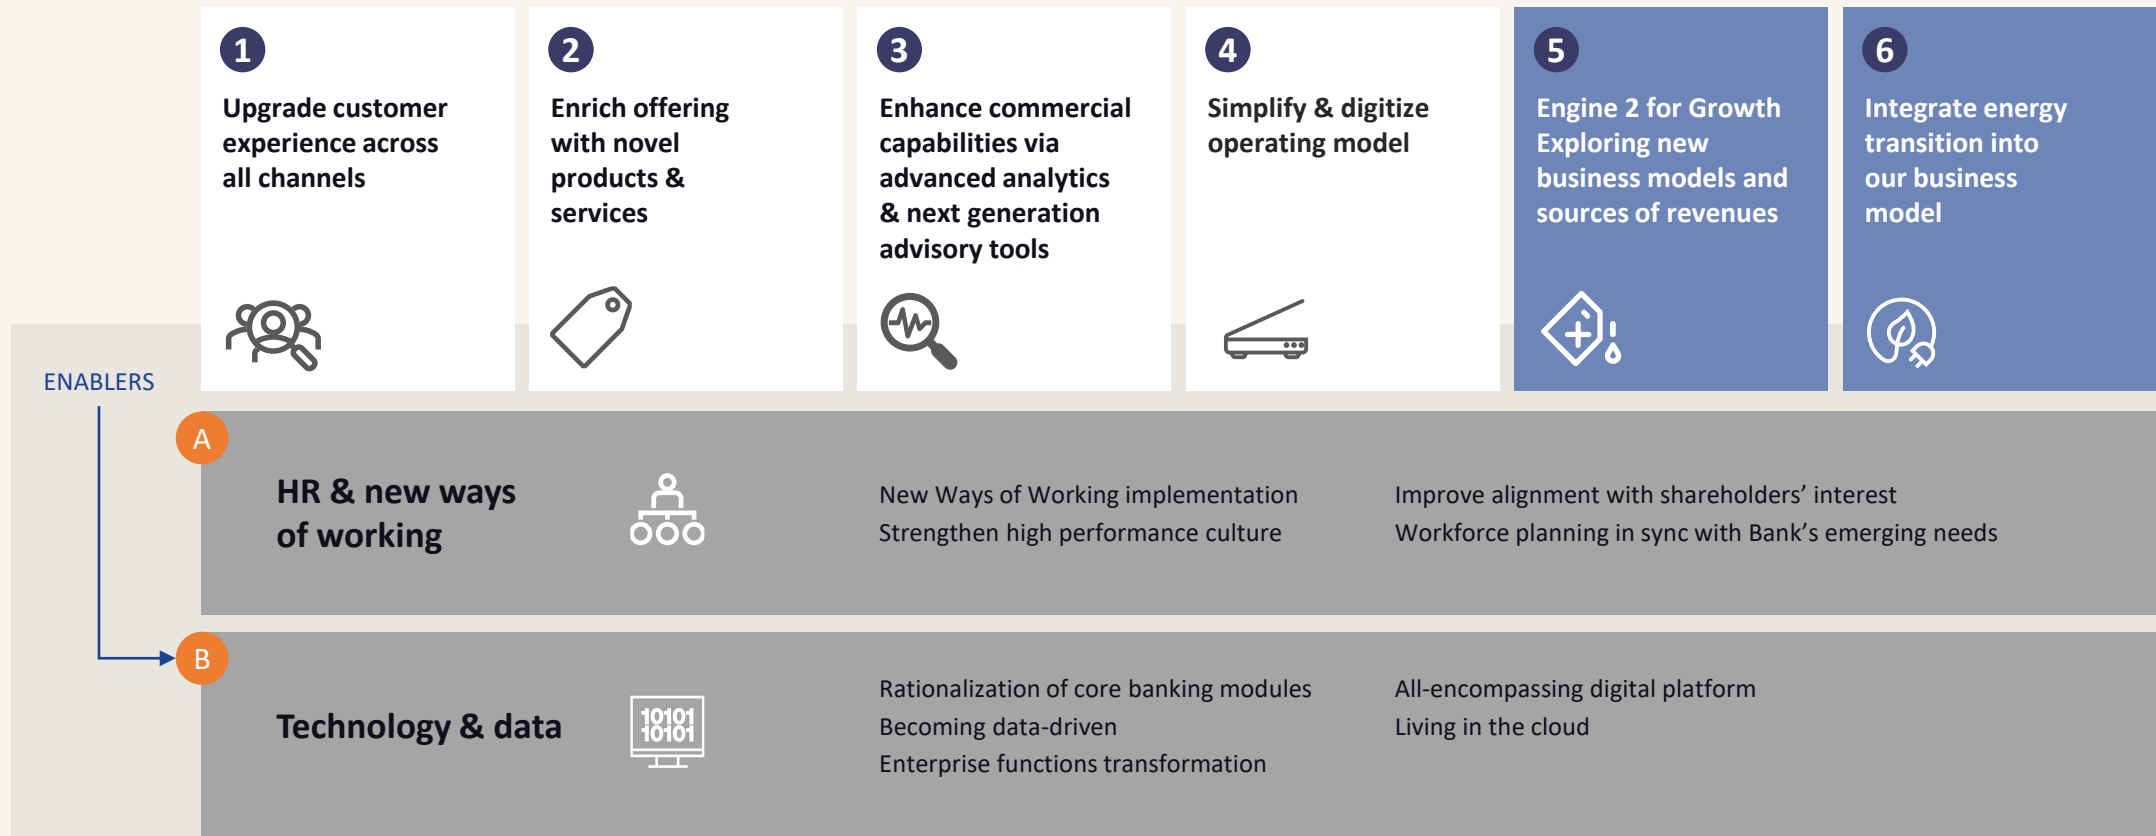 1
Upgrade customer
experience across
all channels
2
Enrich offering
with novel
products &
services
3
Enhance commercial
capabilities via
advanced analytics
& next generation
advisory tools
4
Simplify & digitize
operating model
5
Engine 2 for Growth
Exploring new
business models and
sources of revenues
6
Integrate energy
transition into
our business
model
ENABLERS
A
HR & new ways
of working
New Ways of Working implementation
Strengthen high performance culture
Improve alignment with shareholders’ interest
Workforce planning in sync with Bank’s emerging needs
B
Technology & data
10101
10101
Rationalization of core banking modules
Becoming data-driven
Enterprise functions transformation
All-encompassing digital platform
Living in the cloud